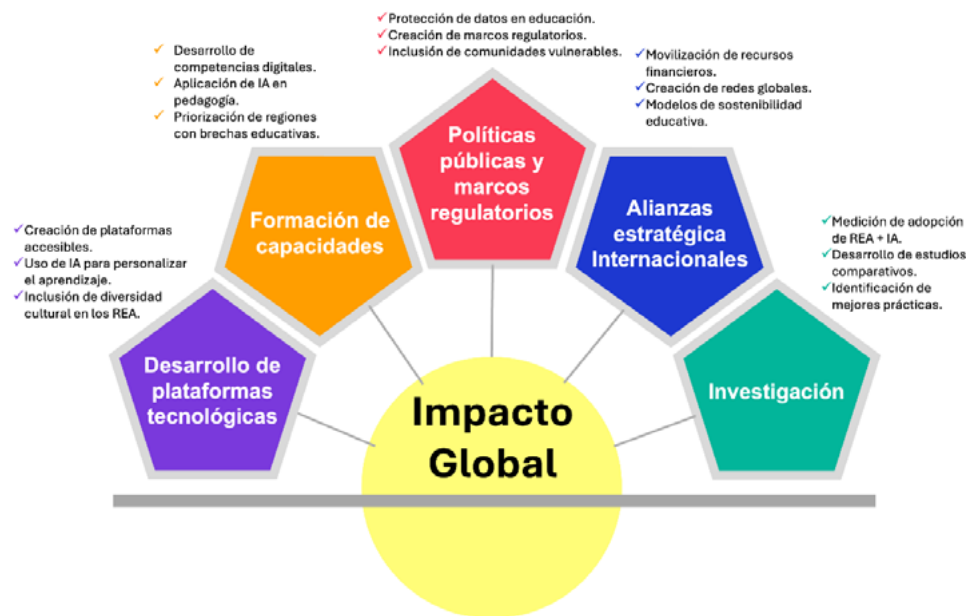 Protección de datos en educación.
Creación de marcos regulatorios.
Inclusión de comunidades vulnerables.
Desarrollo de
competencias digitales.
Aplicación de IA en
pedagogía.
Priorización de regiones
con brechas educativas.
Movilización de recursos
financieros.
Creación de redes globales.
Modelos de sostenibilidad
educativa.
Políticas
públicas y
marcos
regulatorios
Formación de
capacidades
Alianzas
estratégica
Internacionales
Creación de plataformas
accesibles.
Uso de IA para personalizar
el aprendizaje.
Inclusión de diversidad
cultural en los REA.
Medición de adopción
de REA + IA.
Desarrollo de estudios
comparativos.
Identificación de
mejores prácticas.
Desarrollo de
plataformas
tecnológicas
Investigación
Impacto
Global